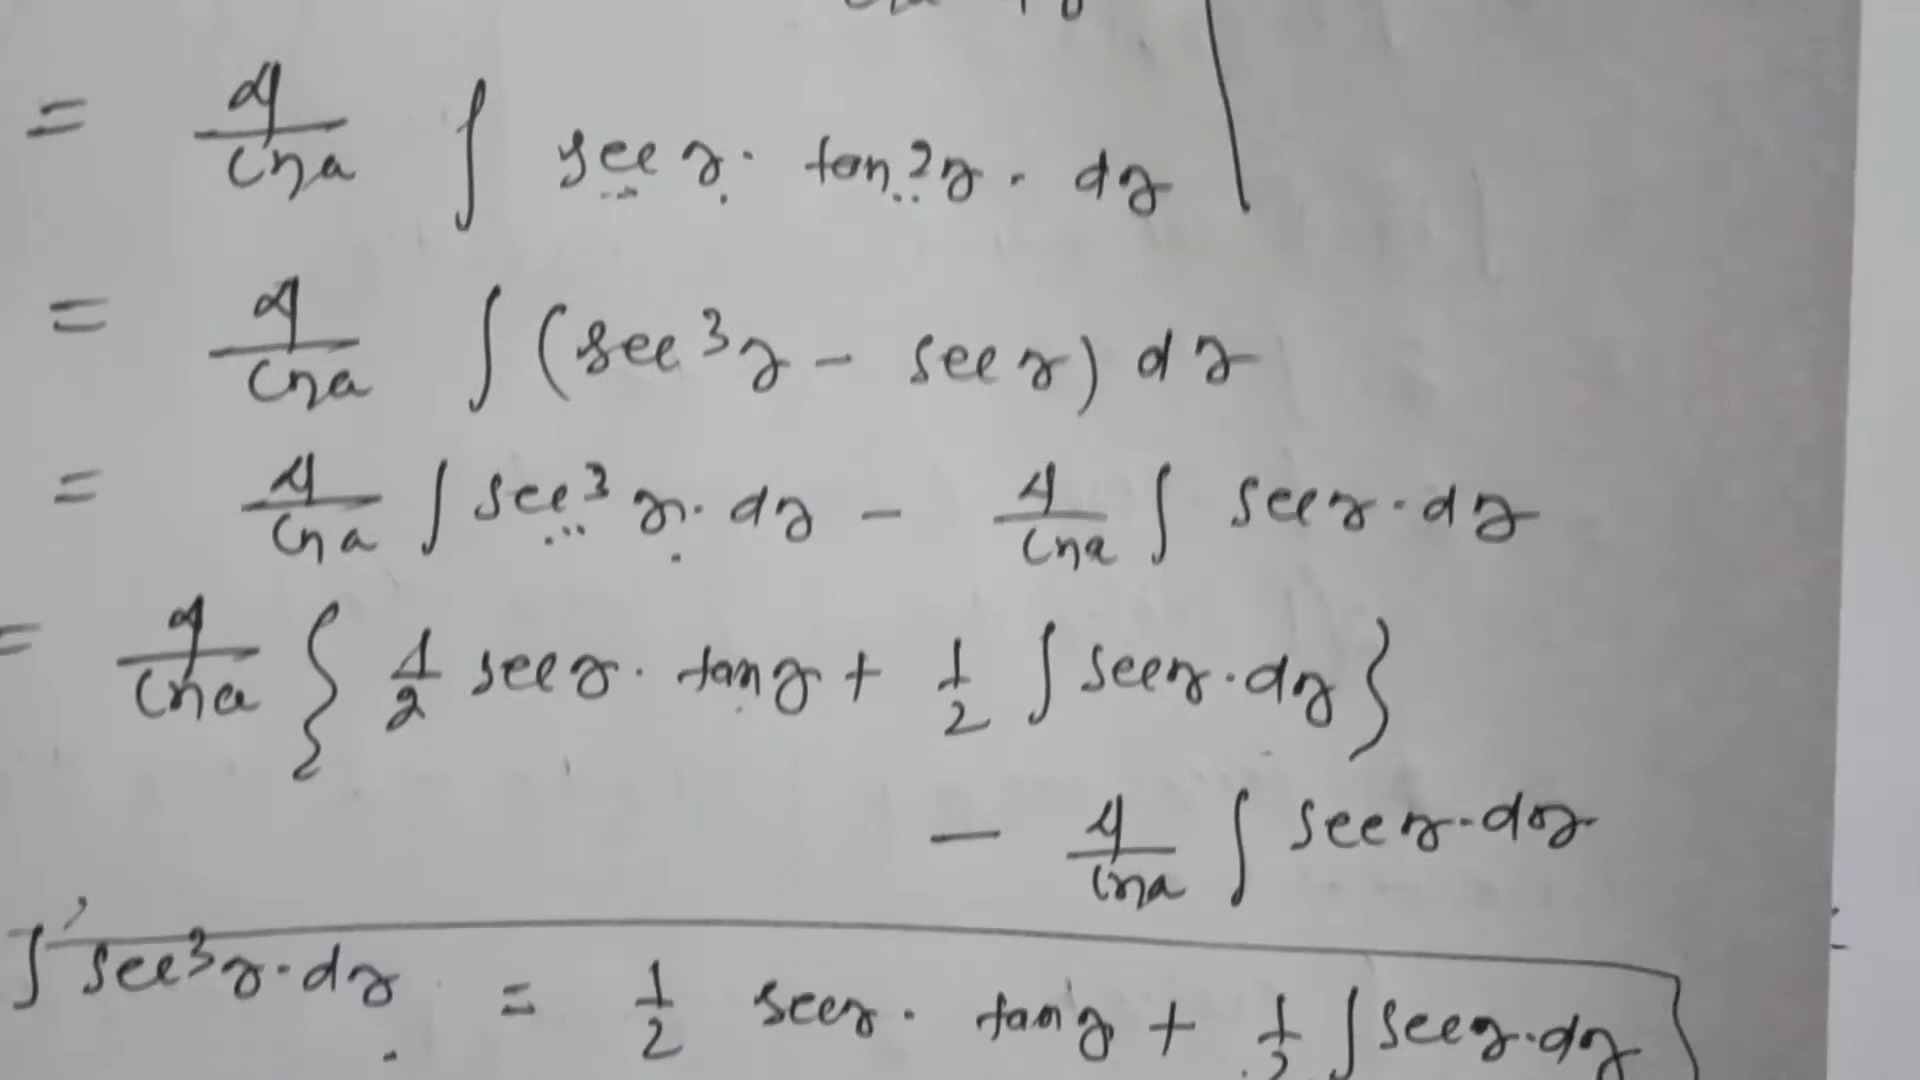 = 4/ln a ∫ sec z · tan²z · dz
= 4/ln a ∫ (sec³z - sec z) dz
= 4/ln a ∫ sec³ z · dz - 4/ln a ∫ sec z · dz
= 4/ln a { 1/2 sec z · tan z + 1/2 ∫ sec z · dz }
- 4/ln a ∫ sec z · dz
∫ sec³z · dz = 1/2 sec z · tan z + 1/2 ∫ sec z · dz